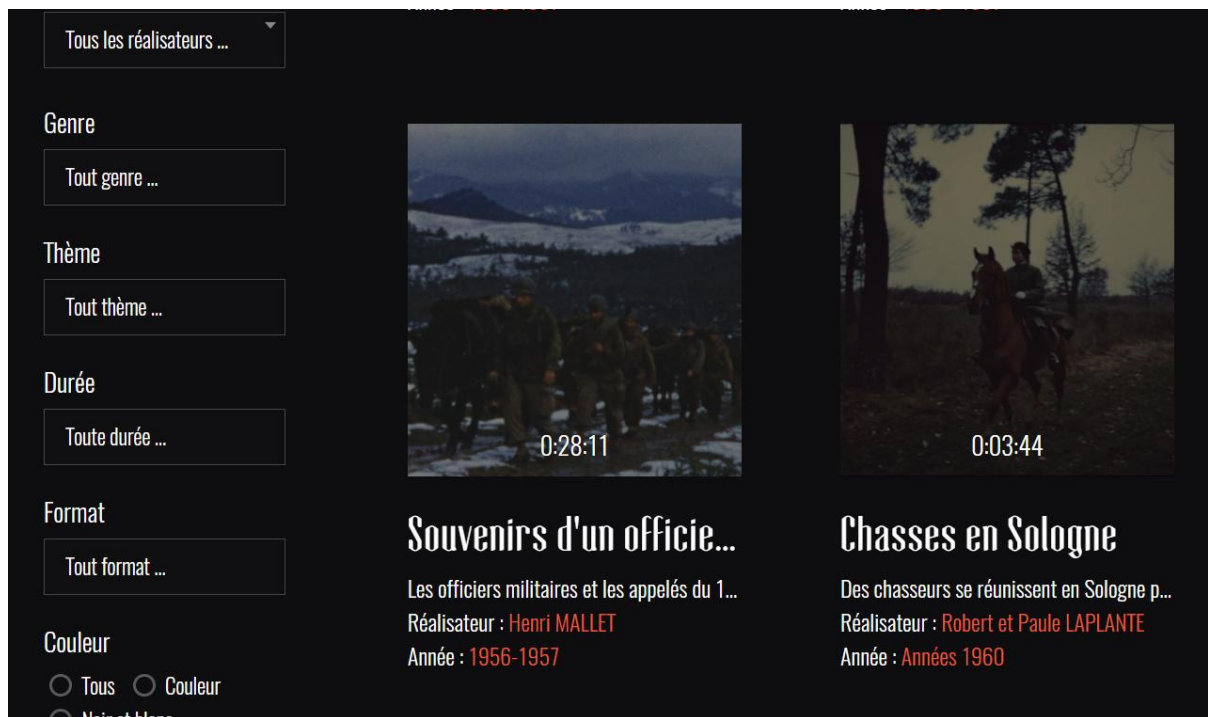 Tous les réalisateurs ...
Genre
Tout genre ...
Thème
Tout thème ...
Durée
Toute durée ...
Format
Tout format ...
Couleur
Tous
Couleur
0:28:11
Souvenirs d'un officie...
Les officiers militaires et les appelés du 1...
Réalisateur : Henri MALLET
Année : 1956-1957
0:03:44
Chasses en Sologne
Des chasseurs se réunissent en Sologne p...
Réalisateur : Robert et Paule LAPLANTE
Année : Années 1960